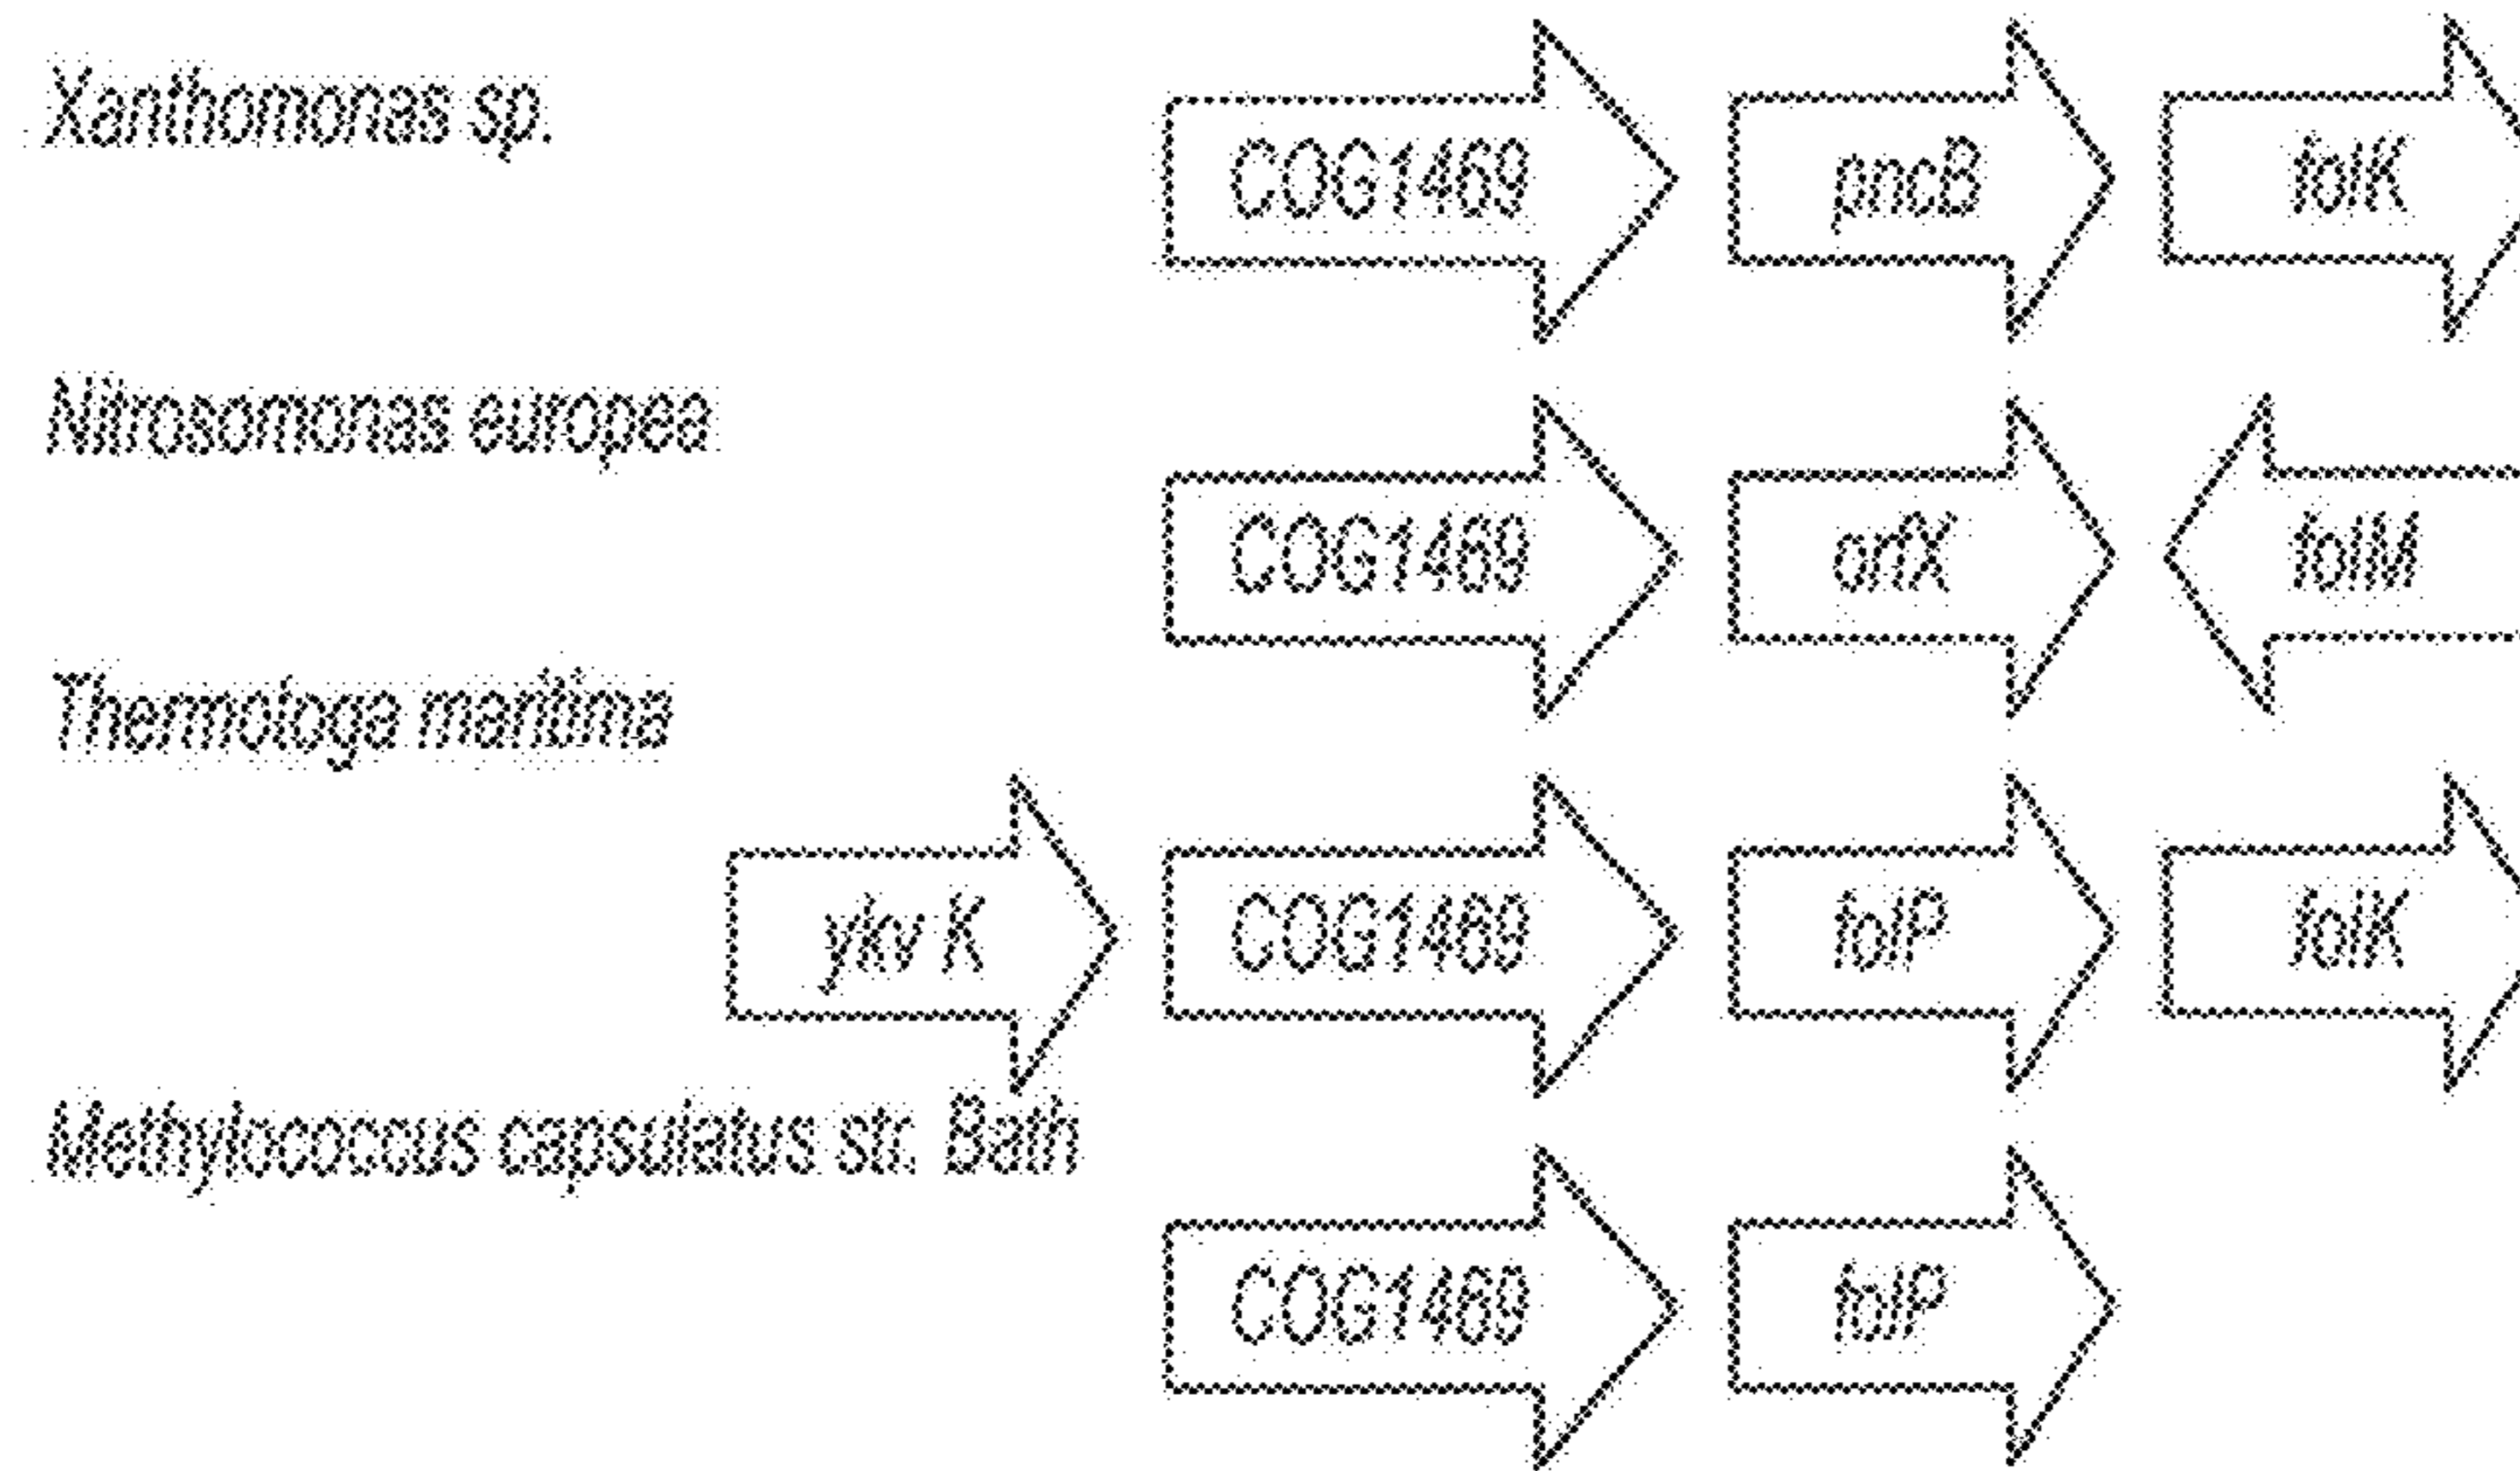 Xanthomonas sp.
COG1469 pncB folK
Nitrosomonas europea
COG1469 orfX folM
Thermotoga maritima
ykv K COG1469 folP folK
Methylococcus capsulatus str. Bath
COG1469 folP